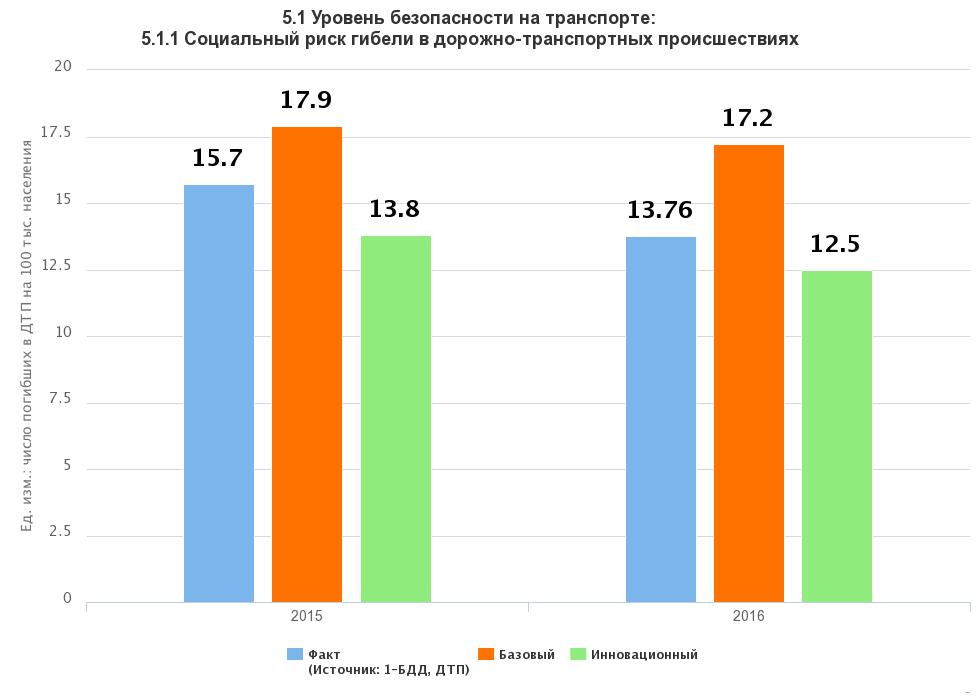 5.1 Уровень безопасности на транспорте:
5.1.1 Социальный риск гибели в дорожно-транспортных происшествиях
Ед. изм.: число погибших в ДТП на 100 тыс. населения
20
17.5
15
12.5
10
7.5
5
2.5
0
15.7
17.9
13.8
13.76
17.2
12.5
2015
2016
Факт
(Источник: 1-БДД, ДТП)
Базовый
Инновационный